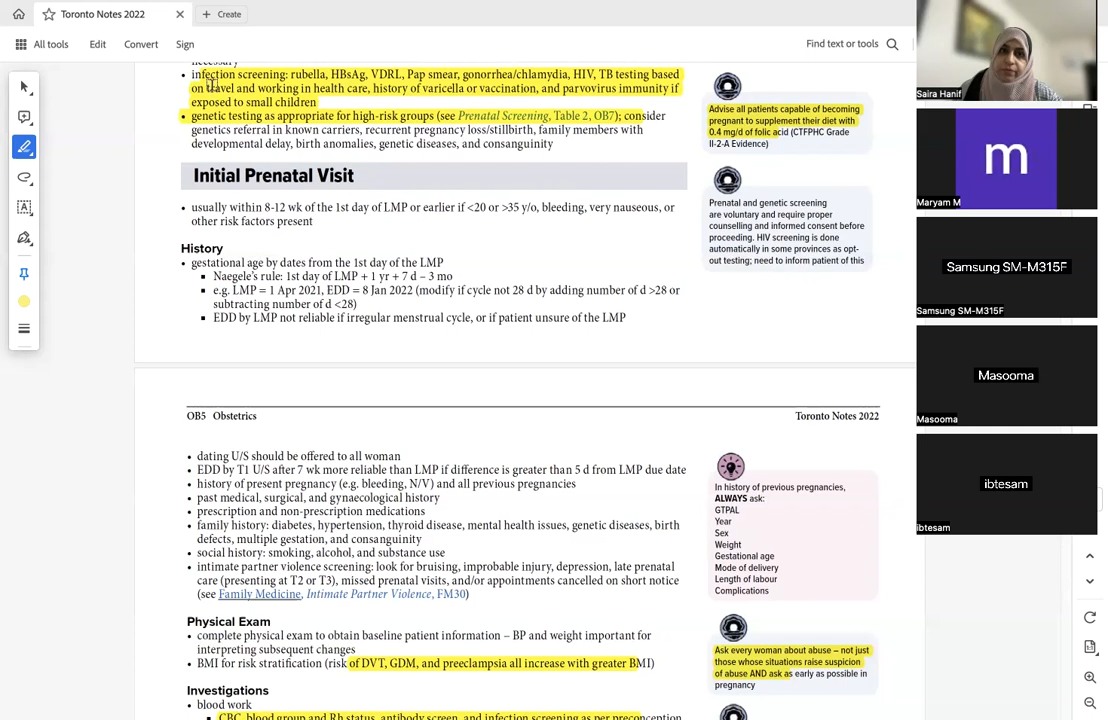 Toronto Notes 2022
Create
All tools
Edit
Convert
Sign
Find text or tools
necessary
• infection screening: rubella, HBsAg, VDRL, Pap smear, gonorrhea/chlamydia, HIV, TB testing based
on travel and working in health care, history of varicella or vaccination, and parvovirus immunity if
exposed to small children
• genetic testing as appropriate for high-risk groups (see Prenatal Screening, Table 2, OB7); consider
genetics referral in known carriers, recurrent pregnancy loss/stillbirth, family members with
developmental delay, birth anomalies, genetic diseases, and consanguinity
Initial Prenatal Visit
• usually within 8-12 wk of the 1st day of LMP or earlier if <20 or >35 y/o, bleeding, very nauseous, or
other risk factors present
History
• gestational age by dates from the 1st day of the LMP
▪ Naegele's rule: 1st day of LMP + 1 yr + 7 d – 3 mo
▪ e.g. LMP = 1 Apr 2021, EDD = 8 Jan 2022 (modify if cycle not 28 d by adding number of d >28 or
subtracting number of d <28)
▪ EDD by LMP not reliable if irregular menstrual cycle, or if patient unsure of the LMP
Advise all patients capable of becoming
pregnant to supplement their diet with
0.4 mg/d of folic acid (CTFPHC Grade
II-2-A Evidence)
Prenatal and genetic screening
are voluntary and require proper
counselling and informed consent before
proceeding. HIV screening is done
automatically in some provinces as opt-
out testing; need to inform patient of this
OB5 Obstetrics
Toronto Notes 2022
• dating U/S should be offered to all woman
• EDD by T1 U/S after 7 wk more reliable than LMP if difference is greater than 5 d from LMP due date
• history of present pregnancy (e.g. bleeding, N/V) and all previous pregnancies
• past medical, surgical, and gynaecological history
• prescription and non-prescription medications
• family history: diabetes, hypertension, thyroid disease, mental health issues, genetic diseases, birth
defects, multiple gestation, and consanguinity
• social history: smoking, alcohol, and substance use
• intimate partner violence screening: look for bruising, improbable injury, depression, late prenatal
care (presenting at T2 or T3), missed prenatal visits, and/or appointments cancelled on short notice
(see Family Medicine, Intimate Partner Violence, FM30)
Physical Exam
• complete physical exam to obtain baseline patient information – BP and weight important for
interpreting subsequent changes
• BMI for risk stratification (risk of DVT, GDM, and preeclampsia all increase with greater BMI)
Investigations
• blood work
▪ CBC, blood group and Rh status, antibody screen, and infection screening as per preconception
In history of previous pregnancies,
ALWAYS ask:
GTPAL
Year
Sex
Weight
Gestational age
Mode of delivery
Length of labour
Complications
Ask every woman about abuse – not just
those whose situations raise suspicion
of abuse AND ask as early as possible in
pregnancy
Saira Hanif
m
Maryam M
Samsung SM-M315F
Samsung SM-M315F
Masooma
Masooma
ibtesam
ibtesam